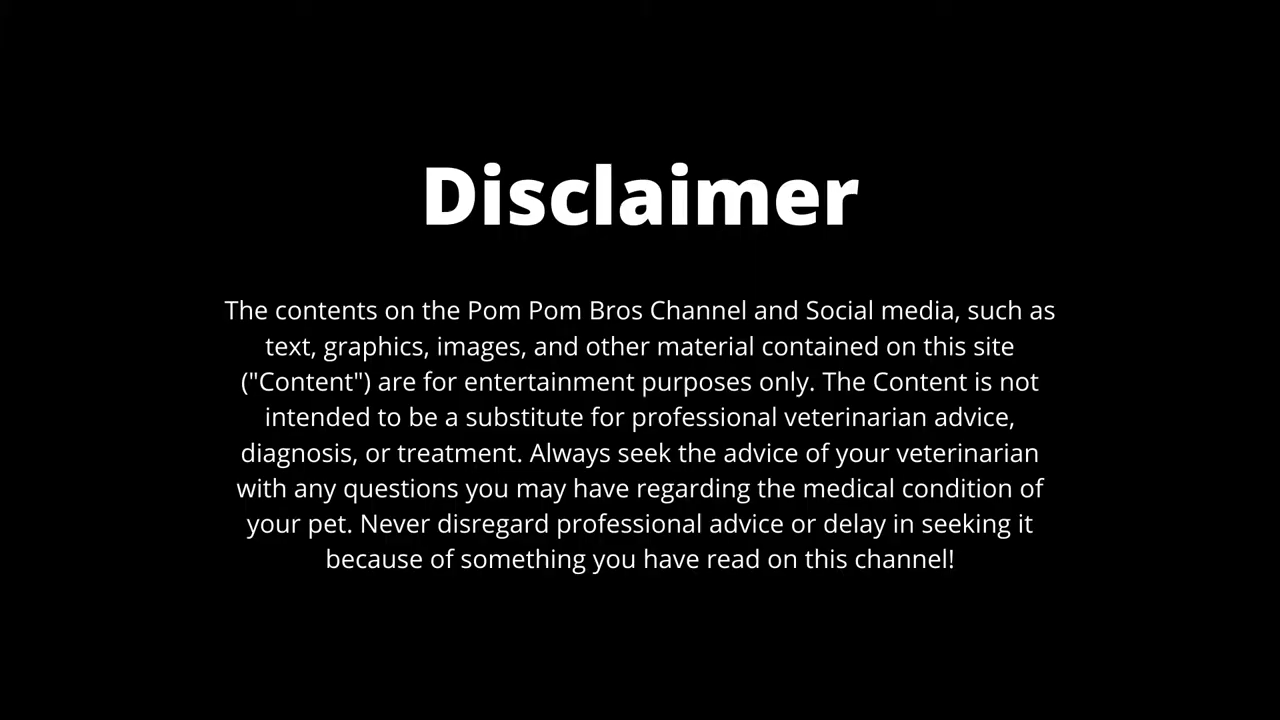 Disclaimer
The contents on the Pom Pom Bros Channel and Social media, such as
text, graphics, images, and other material contained on this site
("Content") are for entertainment purposes only. The Content is not
intended to be a substitute for professional veterinarian advice,
diagnosis, or treatment. Always seek the advice of your veterinarian
with any questions you may have regarding the medical condition of
your pet. Never disregard professional advice or delay in seeking it
because of something you have read on this channel!